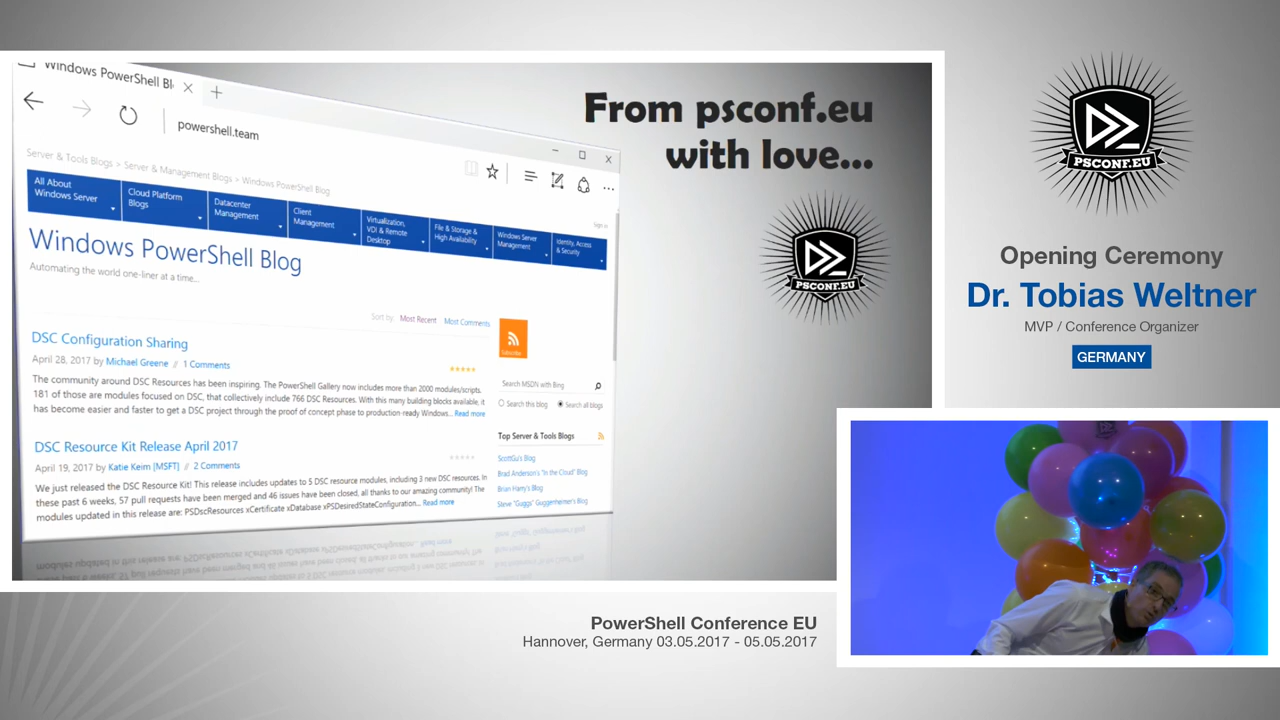 Windows PowerShell Bl
powershell.team
Server & Tools Blogs > Server & Management Blogs > Windows PowerShell Blog
Sign in
All About
Windows Server
Cloud Platform
Blogs
Datacenter
Management
Client
Management
Virtualization,
VDI & Remote
Desktop
File & Storage &
High Availability
Windows Server
Management
Identity, Access
& Security
Windows PowerShell Blog
Automating the world one-liner at a time...
Sort by: Most Recent Most Comments
DSC Configuration Sharing
April 28, 2017 by Michael Greene // 1 Comments
The community around DSC Resources has been inspiring. The PowerShell Gallery now includes more than 2000 modules/scripts,
181 of those are modules focused on DSC, that collectively include 766 DSC Resources. With this many building blocks available, it
has become easier and faster to get a DSC project through the proof of concept phase to production-ready Windows... Read more
DSC Resource Kit Release April 2017
April 19, 2017 by Katie Keim [MSFT] // 2 Comments
We just released the DSC Resource Kit! This release includes updates to 5 DSC resource modules, including 3 new DSC resources. In
these past 6 weeks, 57 pull requests have been merged and 46 issues have been closed, all thanks to our amazing community! The
modules updated in this release are: PSDscResources xCertificate xDatabase xPSDesiredStateConfiguration... Read more
Subscribe
Search MSDN with Bing
Search this blog Search all blogs
Top Server & Tools Blogs
ScottGu's Blog
Brad Anderson's "In the Cloud" Blog
Brian Harry's Blog
Steve "Guggs" Guggenheimer's Blog
From psconf.eu
with love...
PSCONF.EU
PSCONF.EU
Opening Ceremony
Dr. Tobias Weltner
MVP / Conference Organizer
GERMANY
PowerShell Conference EU
Hannover, Germany 03.05.2017 - 05.05.2017